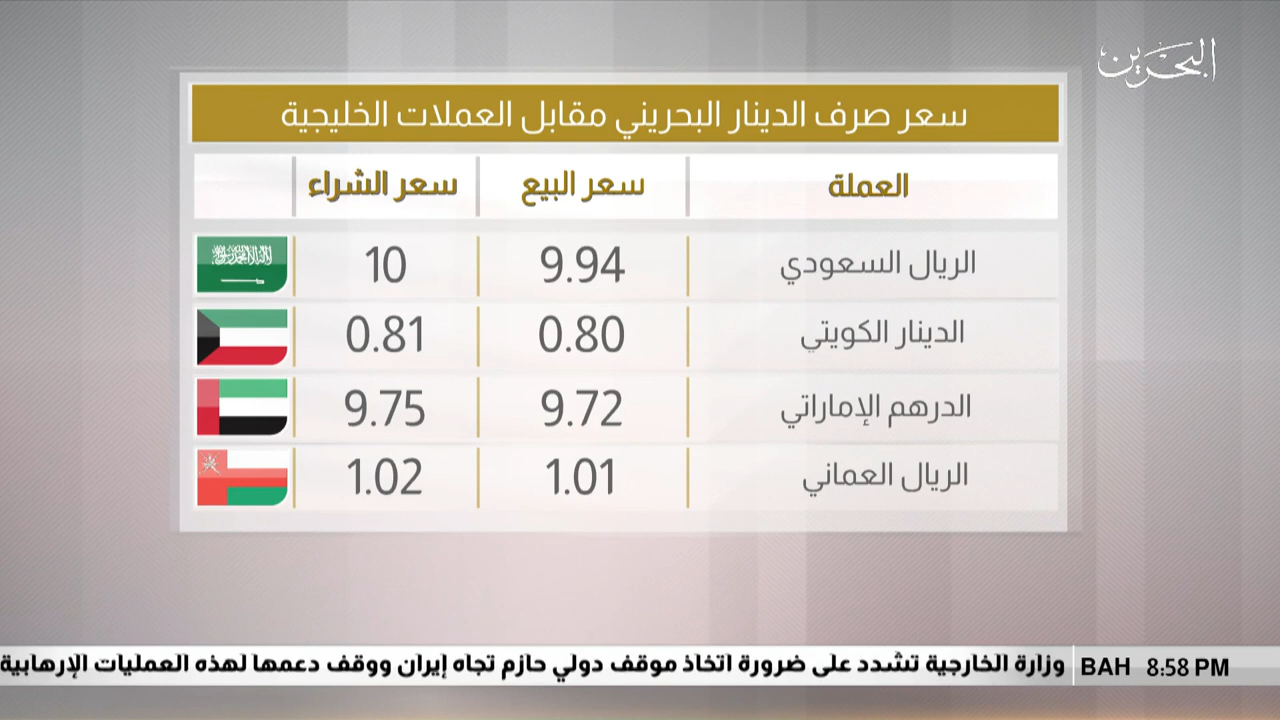 البحرين
سعر صرف الدينار البحريني مقابل العملات الخليجية
العملة سعر البيع سعر الشراء
الريال السعودي 9.94 10
الدينار الكويتي 0.80 0.81
الدرهم الإماراتي 9.72 9.75
الريال العماني 1.01 1.02
BAH 8:58 PM
وزارة الخارجية تشدد على ضرورة اتخاذ موقف دولي حازم تجاه إيران ووقف دعمها لهذه العمليات الإرهابية